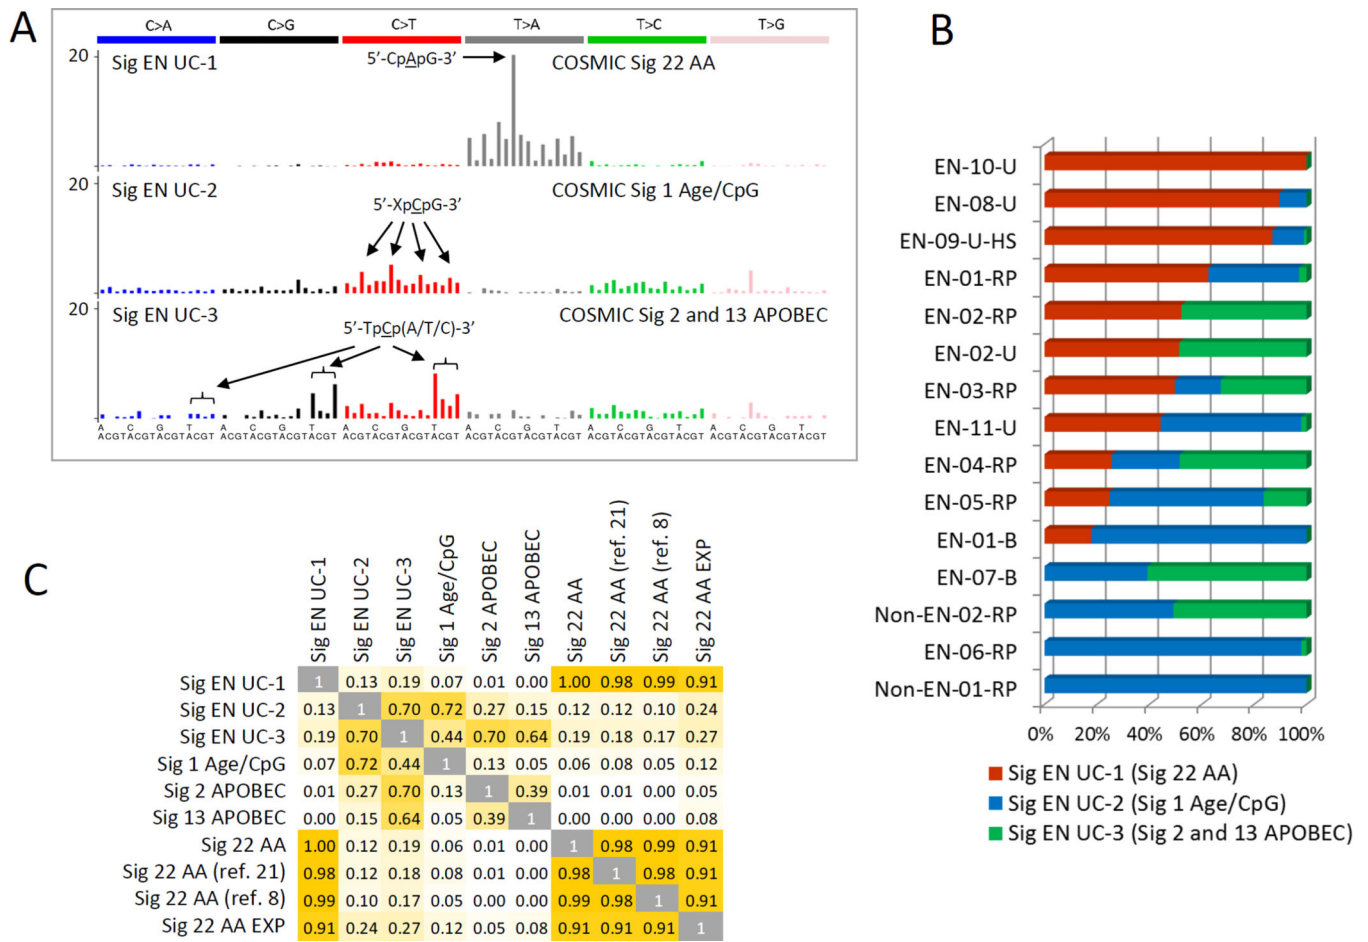 A
C>A C>G C>T T>A T>C T>G
20
Sig EN UC-1
5’-CpApG-3’
COSMIC Sig 22 AA
20
Sig EN UC-2
COSMIC Sig 1 Age/CpG
5’-XpCpG-3’
20
Sig EN UC-3
COSMIC Sig 2 and 13 APOBEC
5’-TpCp(A/T/C)-3’
A C G T A C G T A C G T A C G T A C G T A C G T
ACGTACGTACGTACGT ACGTACGTACGTACGT ACGTACGTACGTACGT ACGTACGTACGTACGT ACGTACGTACGTACGT ACGTACGTACGTACGT
B
EN-10-U
EN-08-U
EN-09-U-HS
EN-01-RP
EN-02-RP
EN-02-U
EN-03-RP
EN-11-U
EN-04-RP
EN-05-RP
EN-01-B
EN-07-B
Non-EN-02-RP
EN-06-RP
Non-EN-01-RP
0% 20% 40% 60% 80% 100%
Sig EN UC-1 (Sig 22 AA)
Sig EN UC-2 (Sig 1 Age/CpG)
Sig EN UC-3 (Sig 2 and 13 APOBEC)
C
Sig EN UC-1
Sig EN UC-2
Sig EN UC-3
Sig 1 Age/CpG
Sig 2 APOBEC
Sig 13 APOBEC
Sig 22 AA
Sig 22 AA (ref. 21)
Sig 22 AA (ref. 8)
Sig 22 AA EXP
Sig EN UC-1 1 0.13 0.19 0.07 0.01 0.00 1.00 0.98 0.99 0.91
Sig EN UC-2 0.13 1 0.70 0.72 0.27 0.15 0.12 0.12 0.10 0.24
Sig EN UC-3 0.19 0.70 1 0.44 0.70 0.64 0.19 0.18 0.17 0.27
Sig 1 Age/CpG 0.07 0.72 0.44 1 0.13 0.05 0.06 0.08 0.05 0.12
Sig 2 APOBEC 0.01 0.27 0.70 0.13 1 0.39 0.01 0.01 0.00 0.05
Sig 13 APOBEC 0.00 0.15 0.64 0.05 0.39 1 0.00 0.00 0.00 0.08
Sig 22 AA 1.00 0.12 0.19 0.06 0.01 0.00 1 0.98 0.99 0.91
Sig 22 AA (ref. 21) 0.98 0.12 0.18 0.08 0.01 0.00 0.98 1 0.98 0.91
Sig 22 AA (ref. 8) 0.99 0.10 0.17 0.05 0.00 0.00 0.99 0.98 1 0.91
Sig 22 AA EXP 0.91 0.24 0.27 0.12 0.05 0.08 0.91 0.91 0.91 1